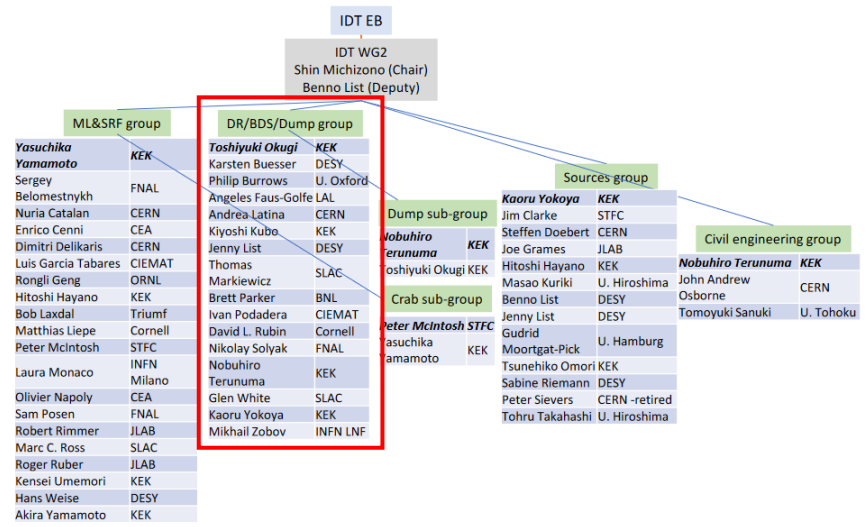 IDT EB
IDT WG2
Shin Michizono (Chair)
Benno List (Deputy)
ML&SRF group
Yasuchika
Yamamoto KEK
Sergey
Belomestnykh FNAL
Nuria Catalan CERN
Enrico Cenni CEA
Dimitri Delikaris CERN
Luis Garcia Tabares CIEMAT
Rongli Geng ORNL
Hitoshi Hayano KEK
Bob Laxdal Triumf
Matthias Liepe Cornell
Peter McIntosh STFC
Laura Monaco INFN
Milano
Olivier Napoly CEA
Sam Posen FNAL
Robert Rimmer JLAB
Marc C. Ross SLAC
Roger Ruber JLAB
Kensei Umemori KEK
Hans Weise DESY
Akira Yamamoto KEK
DR/BDS/Dump group
Toshiyuki Okugi KEK
Karsten Buesser DESY
Philip Burrows U. Oxford
Angeles Faus-Golfe LAL
Andrea Latina CERN
Kiyoshi Kubo KEK
Jenny List DESY
Thomas
Markiewicz SLAC
Brett Parker BNL
Ivan Podadera CIEMAT
David L. Rubin Cornell
Nikolay Solyak FNAL
Nobuhiro
Terunuma KEK
Glen White SLAC
Kaoru Yokoya KEK
Mikhail Zobov INFN LNF
Dump sub-group
Nobuhiro
Terunuma KEK
Toshiyuki Okugi KEK
Crab sub-group
Peter McIntosh STFC
Yasuchika
Yamamoto KEK
Sources group
Kaoru Yokoya KEK
Jim Clarke STFC
Steffen Doebert CERN
Joe Grames JLAB
Hitoshi Hayano KEK
Masao Kuriki U. Hiroshima
Benno List DESY
Jenny List DESY
Gudrid
Moortgat-Pick U. Hamburg
Tsunehiko Omori KEK
Sabine Riemann DESY
Peter Sievers CERN -retired
Tohru Takahashi U. Hiroshima
Civil engineering group
Nobuhiro Terunuma KEK
John Andrew
Osborne CERN
Tomoyuki Sanuki U. Tohoku